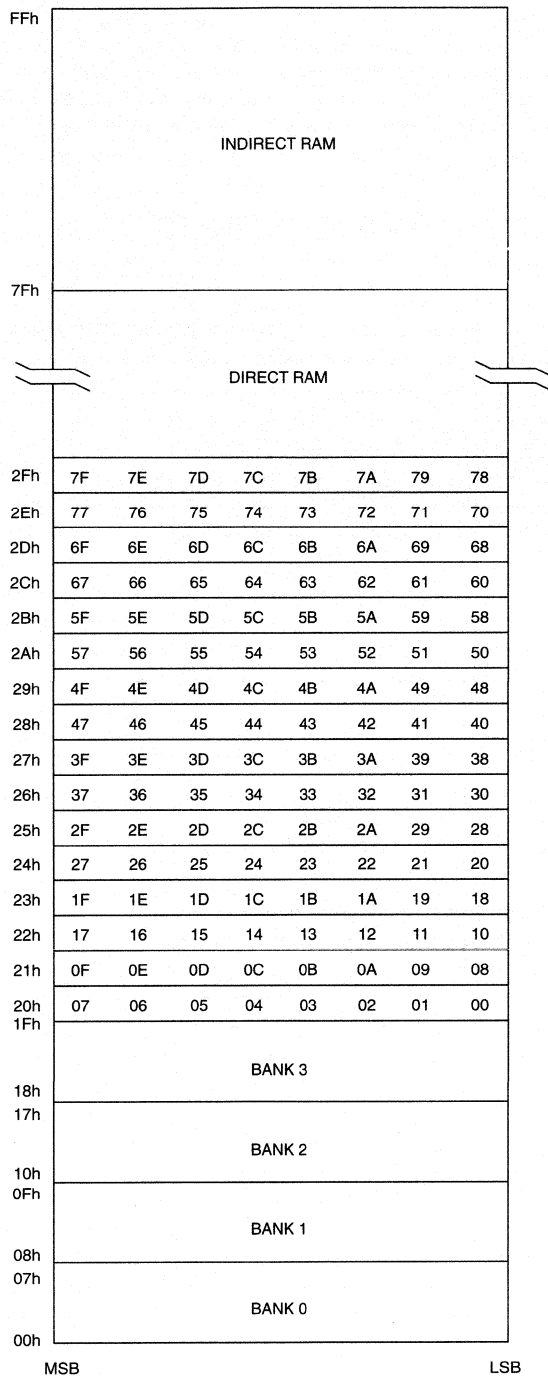 FFh
INDIRECT RAM
7Fh
DIRECT RAM
2Fh 7F 7E 7D 7C 7B 7A 79 78
2Eh 77 76 75 74 73 72 71 70
2Dh 6F 6E 6D 6C 6B 6A 69 68
2Ch 67 66 65 64 63 62 61 60
2Bh 5F 5E 5D 5C 5B 5A 59 58
2Ah 57 56 55 54 53 52 51 50
29h 4F 4E 4D 4C 4B 4A 49 48
28h 47 46 45 44 43 42 41 40
27h 3F 3E 3D 3C 3B 3A 39 38
26h 37 36 35 34 33 32 31 30
25h 2F 2E 2D 2C 2B 2A 29 28
24h 27 26 25 24 23 22 21 20
23h 1F 1E 1D 1C 1B 1A 19 18
22h 17 16 15 14 13 12 11 10
21h 0F 0E 0D 0C 0B 0A 09 08
20h 07 06 05 04 03 02 01 00
1Fh
BANK 3
18h
17h
BANK 2
10h
0Fh
BANK 1
08h
07h
BANK 0
00h
MSB LSB